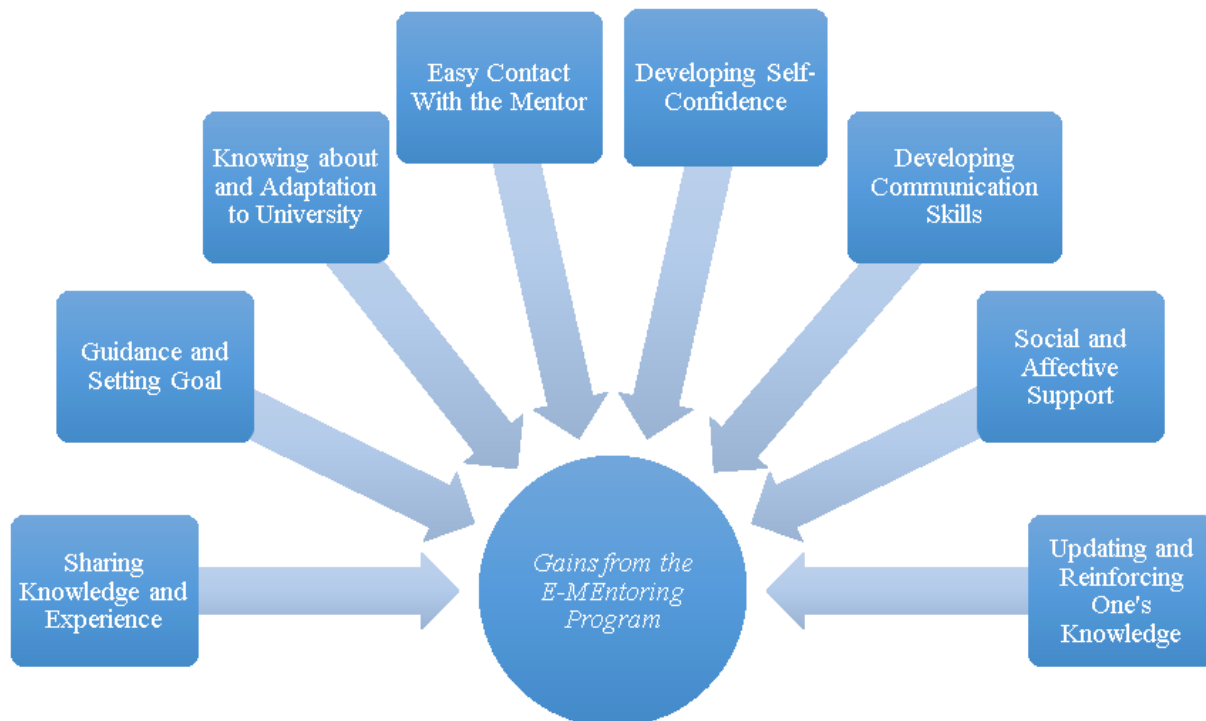 Sharing
Knowledge and
Experience
Guidance and
Setting Goal
Knowing about
and Adaptation
to University
Easy Contact
With the Mentor
Developing Self-
Confidence
Developing
Communication
Skills
Social and
Affective
Support
Updating and
Reinforcing
One's
Knowledge
Gains from the
E-MEntoring
Program